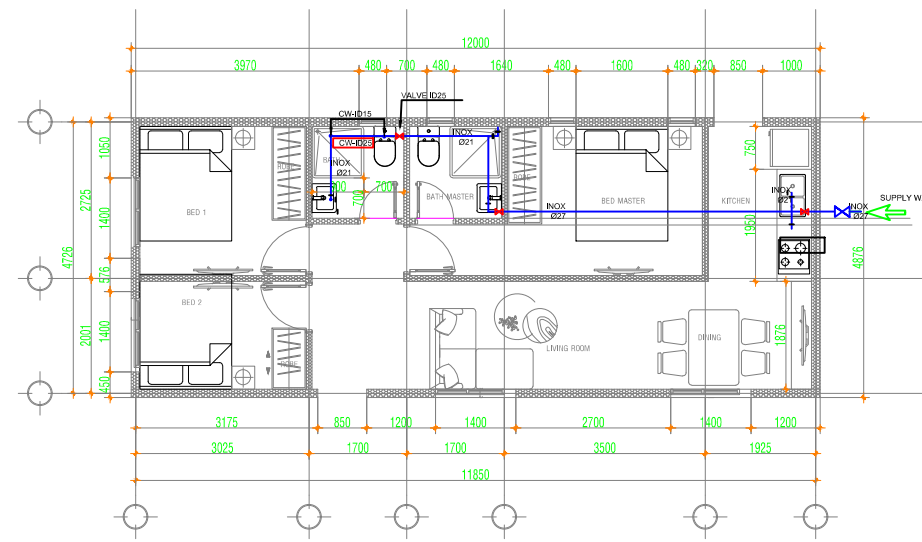 12000
3970
480
700
480
1640
480
1600
480
320
850
1000
VALVE ID25
CW-ID15
CW-ID25
INOX
Ø21
INOX
Ø21
BATH MASTER
900
700
700
ROBE
BED 1
BED MASTER
KITCHEN
INOX
Ø27
INOX
INOX
Ø27
SUPPLY W
750
1950
1876
4876
1050
2725
1400
4726
576
2001
1400
450
BED 2
ROBE
LIVING ROOM
DINING
3175
850
1200
1400
2700
1400
1200
3025
1700
1700
3500
1925
11850